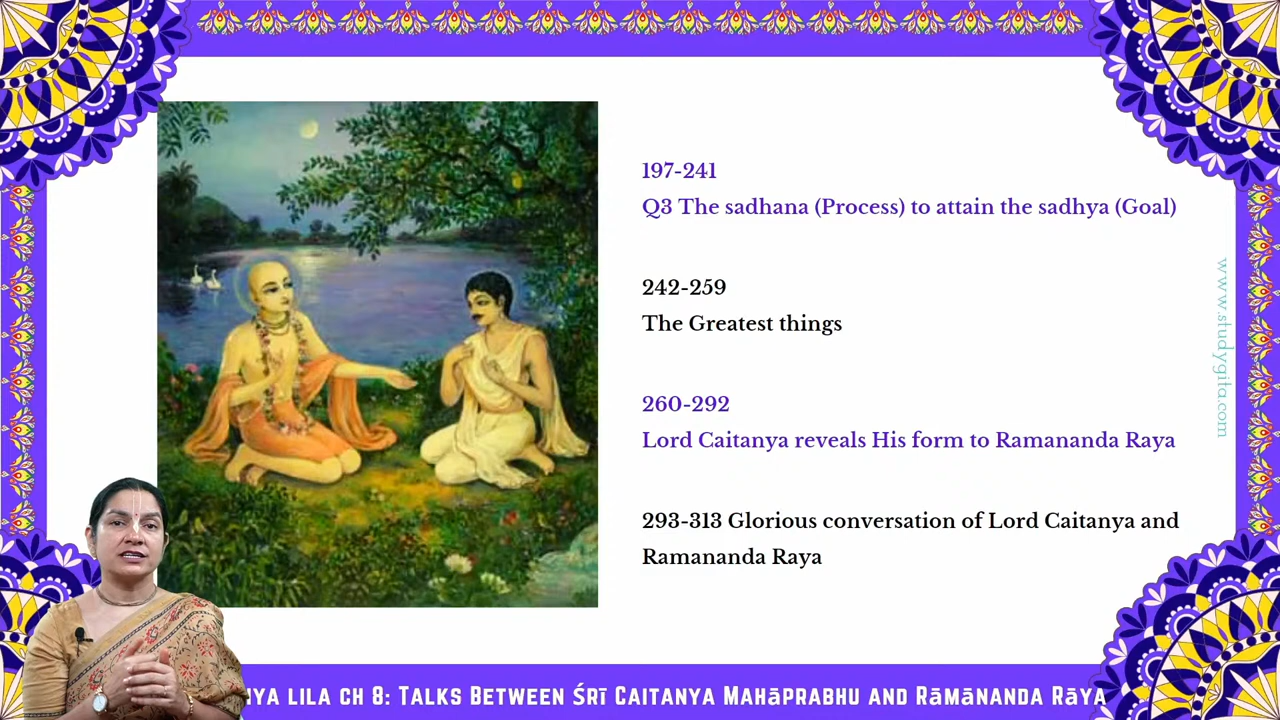 197-241
Q3 The sadhana (Process) to attain the sadhya (Goal)
242-259
The Greatest things
260-292
Lord Caitanya reveals His form to Ramananda Raya
293-313 Glorious conversation of Lord Caitanya and
Ramananda Raya
www.studygita.com
LILA CH 8: TALKS BETWEEN ŚRĪ CAITANYA MAHāPRABHU AND RāMāNANDA RāYA